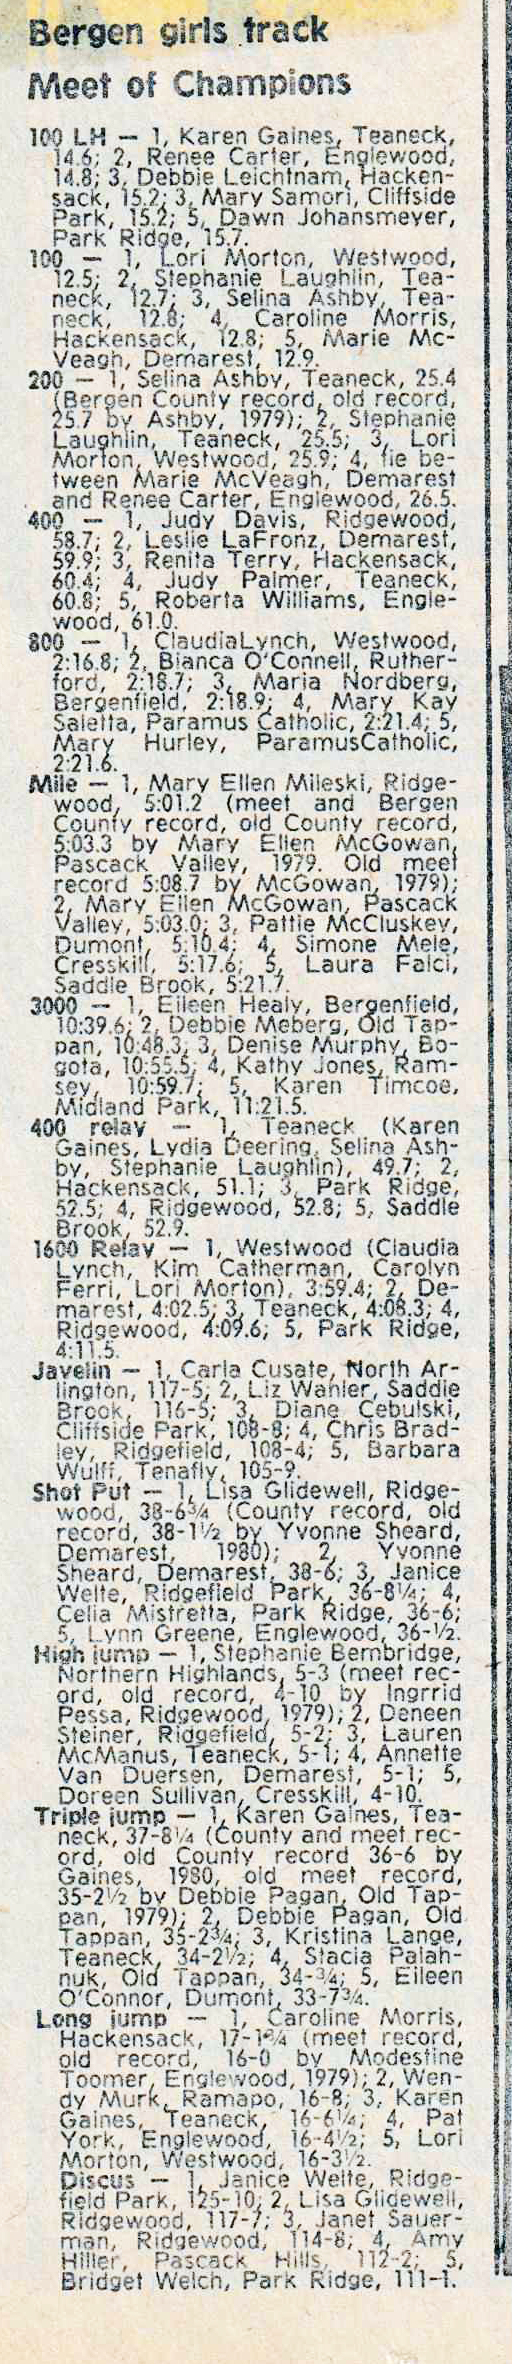 Bergen girls track
Meet of Champions
100 LH — 1, Karen Gaines, Teaneck,
14.6; 2, Renee Carter, Englewood,
14.8; 3, Debbie Leichtnam, Hacken-
sack, 15.2; 3, Mary Samori, Cliffside
Park, 15.2; 5, Dawn Johansmeyer,
Park Ridge, 15.7.
100 — 1, Lori Morton, Westwood,
12.5; 2, Stephanie Laughlin, Tea-
neck, 12.7; 3, Selina Ashby, Tea-
neck, 12.8; 4, Caroline Morris,
Hackensack, 12.8; 5, Marie Mc-
Veagh, Demarest, 12.9.
200 — 1, Selina Ashby, Teaneck, 25.4
(Bergen County record, old record,
25.7 by Ashby, 1979); 2, Stephanie
Laughlin, Teaneck, 25.5; 3, Lori
Morton, Westwood, 25.9; 4, tie be-
tween Marie McVeagh, Demarest
and Renee Carter, Englewood, 26.5.
400 — 1, Judy Davis, Ridgewood,
58.7; 2, Leslie LaFronz, Demarest,
59.9; 3, Renita Terry, Hackensack,
60.4; 4, Judy Palmer, Teaneck,
60.8; 5, Roberta Williams, Engle-
wood, 61.0.
800 — 1, ClaudiaLynch, Westwood,
2:16.8; 2, Bianca O'Connell, Ruther-
ford, 2:18.7; 3, Maria Nordberg,
Bergenfield, 2:18.9; 4, Mary Kay
Saletta, Paramus Catholic, 2:21.4; 5,
Mary Hurley, ParamusCatholic,
2:21.6.
Mile — 1, Mary Ellen Mileski, Ridge-
wood, 5:01.2 (meet and Bergen
County record, old County record,
5:03.3 by Mary Ellen McGowan,
Pascack Valley, 1979. Old meet
record 5:08.7 by McGowan, 1979);
2, Mary Ellen McGowan, Pascack
Valley, 5:03.0; 3, Pattie McCluskey,
Dumont, 5:10.4; 4, Simone Mele,
Cresskill, 5:17.6; 5, Laura Falci,
Saddle Brook, 5:21.7.
3000 — 1, Eileen Healy, Bergenfield,
10:39.6; 2, Debbie Meberg, Old Tap-
pan, 10:48.3; 3, Denise Murphy, Bo-
gota, 10:55.5; 4, Kathy Jones, Ram-
sey, 10:59.7; 5, Karen Timcoe,
Midland Park, 11:21.5.
400 relay — 1, Teaneck (Karen
Gaines, Lydia Deering, Selina Ash-
by, Stephanie Laughlin), 49.7; 2,
Hackensack, 51.1; 3, Park Ridge,
52.5; 4, Ridgewood, 52.8; 5, Saddle
Brook, 52.9.
1600 Relay — 1, Westwood (Claudia
Lynch, Kim Catherman, Carolyn
Ferri, Lori Morton), 3:59.4; 2, De-
marest, 4:02.5; 3, Teaneck, 4:08.3; 4,
Ridgewood, 4:09.6; 5, Park Ridge,
4:11.5.
Javelin — 1, Carla Cusate, North Ar-
lington, 117-5; 2, Liz Wahler, Saddle
Brook, 116-5; 3, Diane Cebulski,
Cliffside Park, 108-8; 4, Chris Brad-
ley, Ridgefield, 108-4; 5, Barbara
Wulff, Tenafly, 105-9.
Shot Put — 1, Lisa Glidewell, Ridge-
wood, 38-6¾ (County record, old
record, 38-1½ by Yvonne Sheard,
Demarest, 1980); 2, Yvonne
Sheard, Demarest, 38-6; 3, Janice
Welte, Ridgefield Park, 36-8¼; 4,
Celia Mistretta, Park Ridge, 36-6;
5, Lynn Greene, Englewood, 36-½.
High jump — 1, Stephanie Bembridge,
Northern Highlands, 5-3 (meet rec-
ord, old record, 4-10 by Ingrrid
Pessa, Ridgewood, 1979); 2, Deneen
Steiner, Ridgefield, 5-2; 3, Lauren
McManus, Teaneck, 5-1; 4, Annette
Van Duersen, Demarest, 5-1; 5,
Doreen Sullivan, Cresskill, 4-10.
Triple jump — 1, Karen Gaines, Tea-
neck, 37-8¼ (County and meet rec-
ord, old County record 36-6 by
Gaines, 1980, old meet record,
35-2½ by Debbie Pagan, Old Tap-
pan, 1979); 2, Debbie Pagan, Old
Tappan, 35-2¾; 3, Kristina Lange,
Teaneck, 34-2½; 4, Stacia Palah-
nuk, Old Tappan, 34-¾; 5, Eileen
O'Connor, Dumont, 33-7¾.
Long jump — 1, Caroline Morris,
Hackensack, 17-1¾ (meet record,
old record, 16-0 by Modestine
Toomer, Englewood, 1979); 2, Wen-
dy Murk, Ramapo, 16-8; 3, Karen
Gaines, Teaneck, 16-6¼; 4, Pat
York, Englewood, 16-4½; 5, Lori
Morton, Westwood, 16-3½.
Discus — 1, Janice Welte, Ridge-
field Park, 125-10; 2, Lisa Glidewell,
Ridgewood, 117-7; 3, Janet Sauer-
man, Ridgewood, 114-8; 4, Amy
Hiller, Pascack Hills, 112-2; 5,
Bridget Welch, Park Ridge, 111-1.